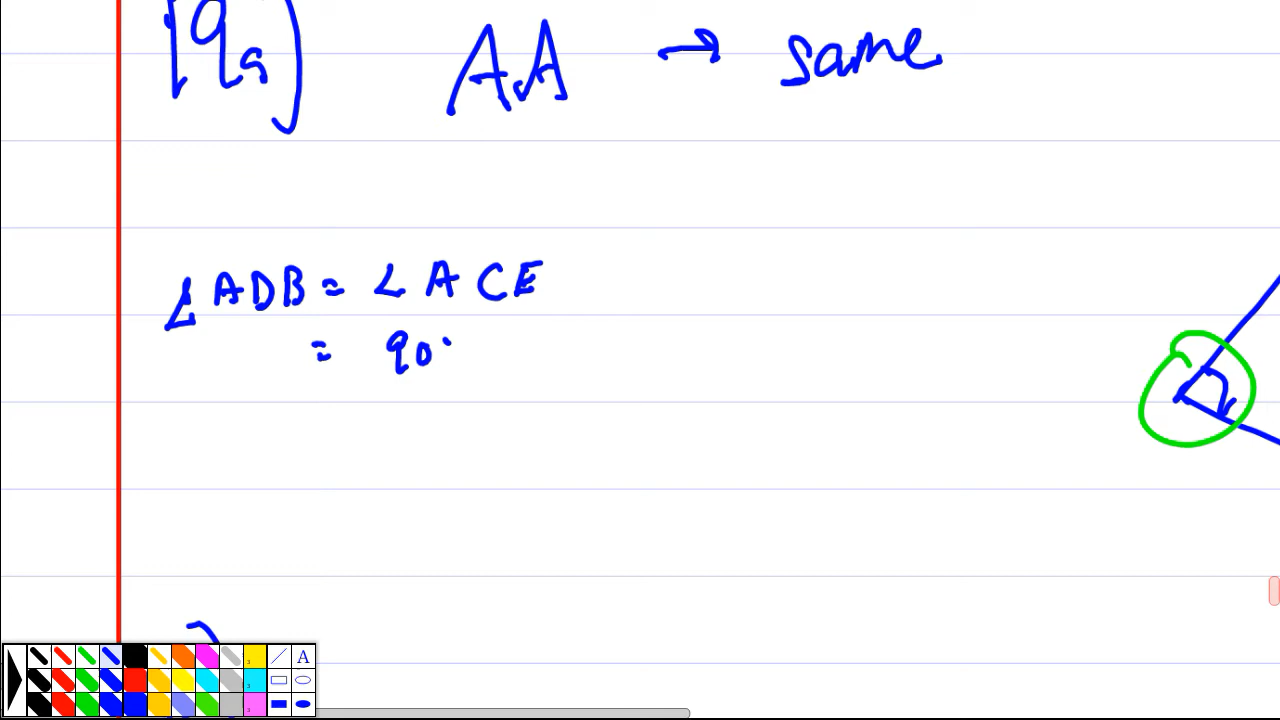 [9a) AA → same
∠ADB = ∠ACE
= 90°